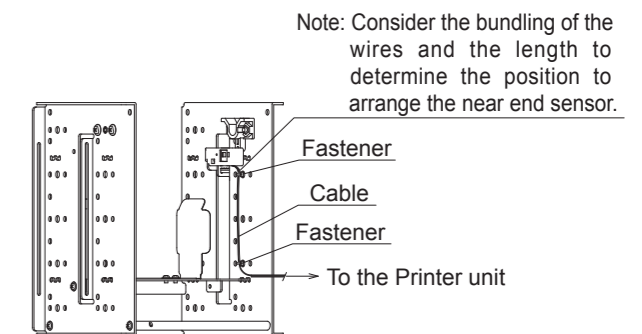 Note: Consider the bundling of the
wires and the length to
determine the position to
arrange the near end sensor.
Fastener
Cable
Fastener
To the Printer unit